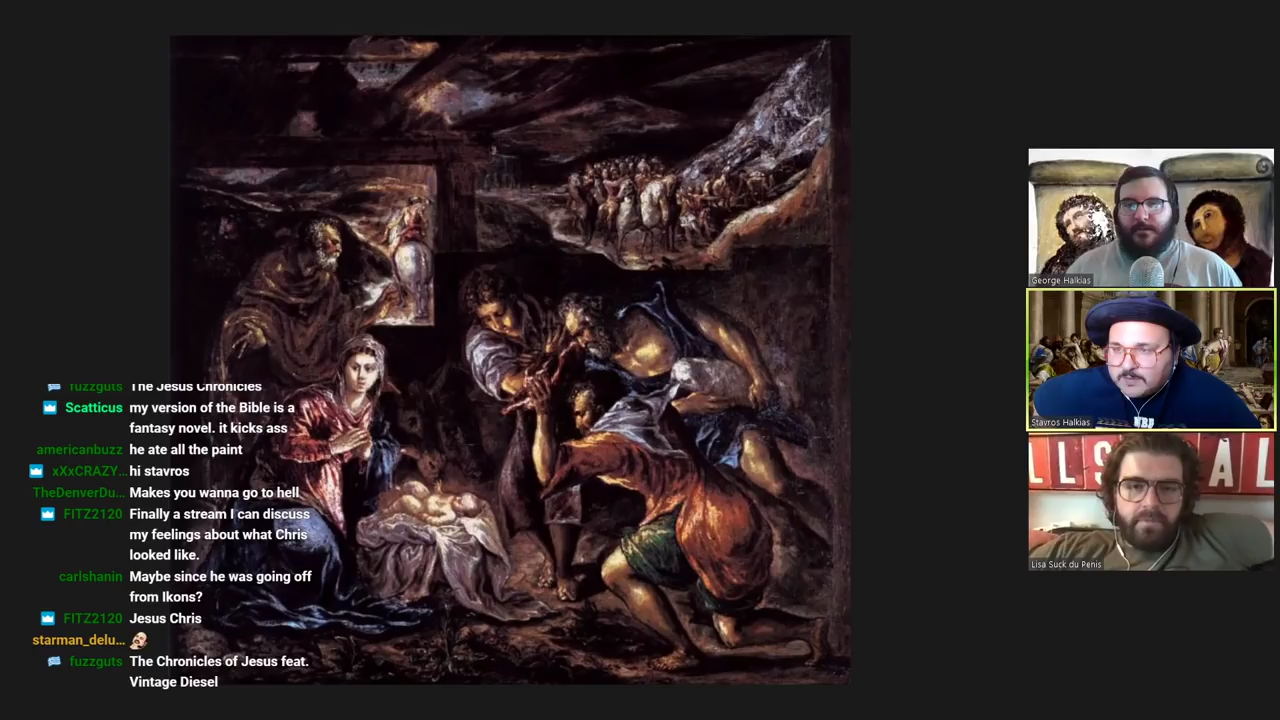 fuzzguts The Jesus Chronicles
Scatticus my version of the Bible is a
fantasy novel. it kicks ass
americanbuzz he ate all the paint
xXxCRAZY... hi stavros
TheDenverDu... Makes you wanna go to hell
FITZ2120 Finally a stream I can discuss
my feelings about what Chris
looked like.
carlshanin Maybe since he was going off
from Ikons?
FITZ2120 Jesus Chris
starman_delu...
fuzzguts The Chronicles of Jesus feat.
Vintage Diesel
George Halkias
Stavros Halkias
LLS AL
Lisa Suck du Penis